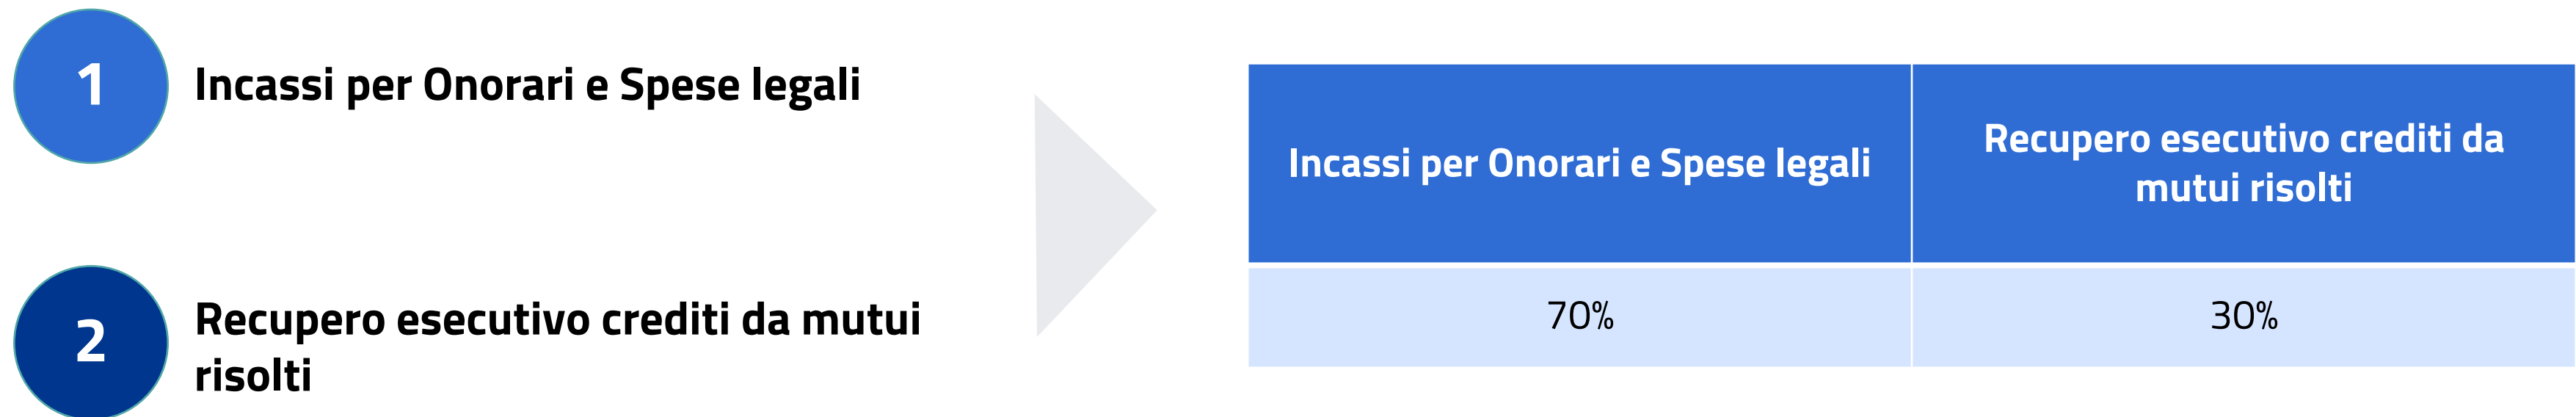 1
Incassi per Onorari e Spese legali
2
Recupero esecutivo crediti da mutui
risolti
Incassi per Onorari e Spese legali
Recupero esecutivo crediti da
mutui risolti
70%
30%